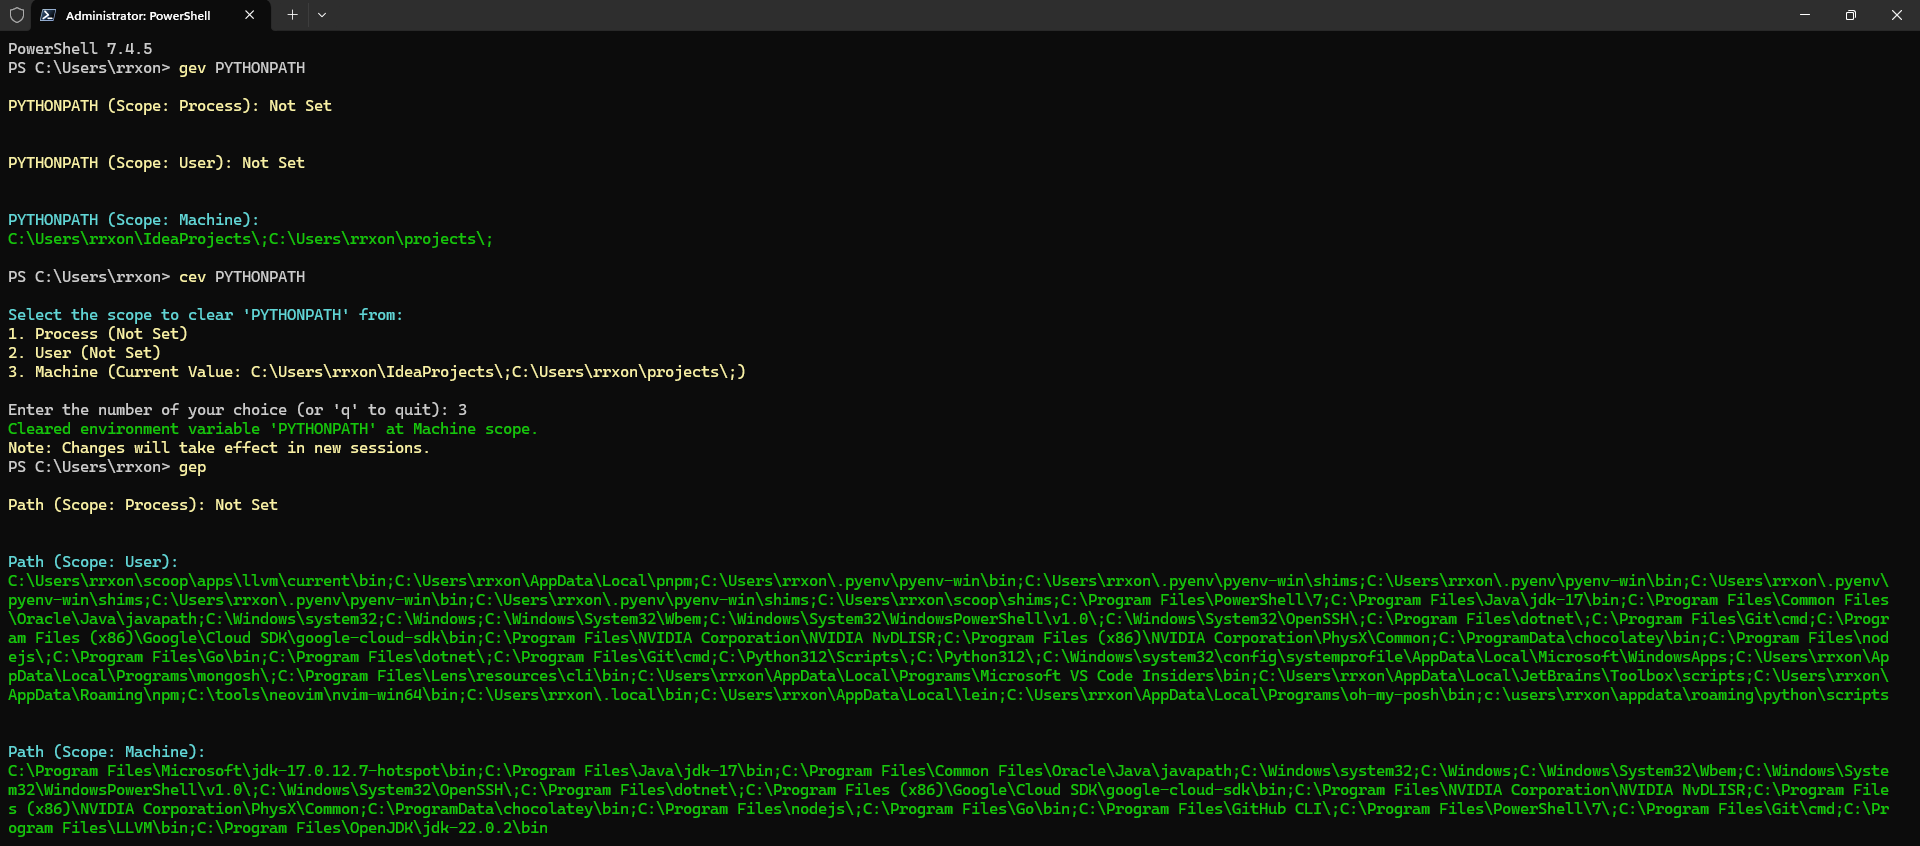 Administrator: PowerShell
PowerShell 7.4.5
PS C:\Users\rrxon> gev PYTHONPATH
PYTHONPATH (Scope: Process): Not Set
PYTHONPATH (Scope: User): Not Set
PYTHONPATH (Scope: Machine):
C:\Users\rrxon\IdeaProjects\;C:\Users\rrxon\projects\;
PS C:\Users\rrxon> cev PYTHONPATH
Select the scope to clear 'PYTHONPATH' from:
1. Process (Not Set)
2. User (Not Set)
3. Machine (Current Value: C:\Users\rrxon\IdeaProjects\;C:\Users\rrxon\projects\;)
Enter the number of your choice (or 'q' to quit): 3
Cleared environment variable 'PYTHONPATH' at Machine scope.
Note: Changes will take effect in new sessions.
PS C:\Users\rrxon> gep
Path (Scope: Process): Not Set
Path (Scope: User):
C:\Users\rrxon\scoop\apps\llvm\current\bin;C:\Users\rrxon\AppData\Local\pnpm;C:\Users\rrxon\.pyenv\pyenv-win\bin;C:\Users\rrxon\.pyenv\pyenv-win\shims;C:\Users\rrxon\.pyenv\pyenv-win\bin;C:\Users\rrxon\.pyenv\
pyenv-win\shims;C:\Users\rrxon\.pyenv\pyenv-win\bin;C:\Users\rrxon\.pyenv\pyenv-win\shims;C:\Users\rrxon\scoop\shims;C:\Program Files\PowerShell\7;C:\Program Files\Java\jdk-17\bin;C:\Program Files\Common Files
\Oracle\Java\javapath;C:\Windows\system32;C:\Windows;C:\Windows\System32\Wbem;C:\Windows\System32\WindowsPowerShell\v1.0\;C:\Windows\System32\OpenSSH\;C:\Program Files\dotnet\;C:\Program Files\Git\cmd;C:\Progr
am Files (x86)\Google\Cloud SDK\google-cloud-sdk\bin;C:\Program Files\NVIDIA Corporation\NVIDIA NvDLISR;C:\Program Files (x86)\NVIDIA Corporation\PhysX\Common;C:\ProgramData\chocolatey\bin;C:\Program Files\nod
ejs\;C:\Program Files\Go\bin;C:\Program Files\dotnet\;C:\Program Files\Git\cmd;C:\Python312\Scripts\;C:\Python312\;C:\Windows\system32\config\systemprofile\AppData\Local\Microsoft\WindowsApps;C:\Users\rrxon\Ap
pData\Local\Programs\mongosh\;C:\Program Files\Lens\resources\cli\bin;C:\Users\rrxon\AppData\Local\Programs\Microsoft VS Code Insiders\bin;C:\Users\rrxon\AppData\Local\JetBrains\Toolbox\scripts;C:\Users\rrxon\
AppData\Roaming\npm;C:\tools\neovim\nvim-win64\bin;C:\Users\rrxon\.local\bin;C:\Users\rrxon\AppData\Local\lein;C:\Users\rrxon\AppData\Local\Programs\oh-my-posh\bin;c:\users\rrxon\appdata\roaming\python\scripts
Path (Scope: Machine):
C:\Program Files\Microsoft\jdk-17.0.12.7-hotspot\bin;C:\Program Files\Java\jdk-17\bin;C:\Program Files\Common Files\Oracle\Java\javapath;C:\Windows\system32;C:\Windows;C:\Windows\System32\Wbem;C:\Windows\Syste
m32\WindowsPowerShell\v1.0\;C:\Windows\System32\OpenSSH\;C:\Program Files\dotnet\;C:\Program Files (x86)\Google\Cloud SDK\google-cloud-sdk\bin;C:\Program Files\NVIDIA Corporation\NVIDIA NvDLISR;C:\Program File
s (x86)\NVIDIA Corporation\PhysX\Common;C:\ProgramData\chocolatey\bin;C:\Program Files\nodejs\;C:\Program Files\Go\bin;C:\Program Files\GitHub CLI\;C:\Program Files\PowerShell\7\;C:\Program Files\Git\cmd;C:\Pr
ogram Files\LLVM\bin;C:\Program Files\OpenJDK\jdk-22.0.2\bin